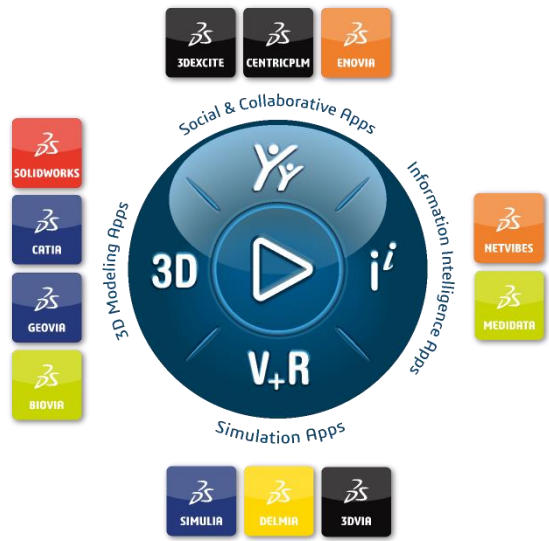 3DEXCITE
CENTRICPLM
ENOVIA
Social & Collaborative Apps
SOLIDWORKS
CATIA
GEOVIA
BIOVIA
3D Modeling Apps
3D
i i
V+R
Information Intelligence Apps
NETVIBES
MEDIDATA
Simulation Apps
SIMULIA
DELMIA
3DVIA